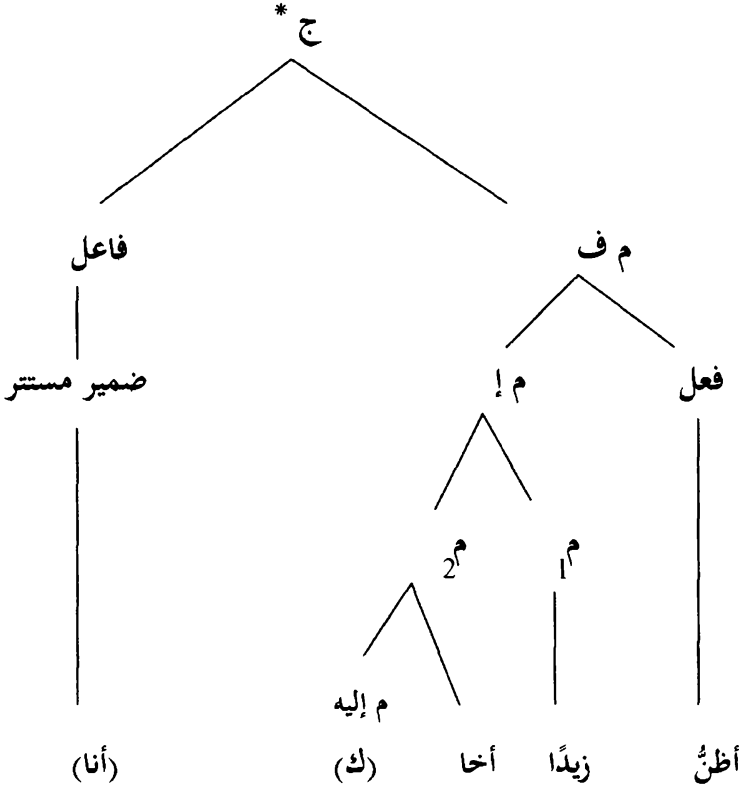 ج *
م ف فاعل
فعل م إ ضمير مستتر
م1 م2
م إليه
أظنُّ زيدًا أخا (ك) (أنا)